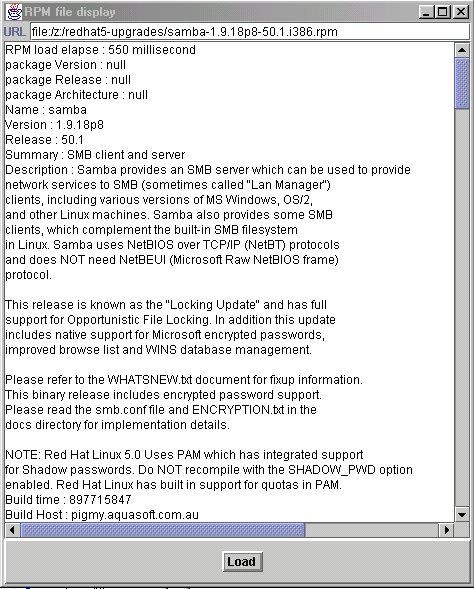 RPM file display
URL file:/z:/redhat5-upgrades/samba-1.9.18p8-50.1.i386.rpm
RPM load elapse : 550 millisecond
package Version : null
package Release : null
package Architecture : null
Name : samba
Version : 1.9.18p8
Release : 50.1
Summary : SMB client and server
Description : Samba provides an SMB server which can be used to provide
network services to SMB (sometimes called "Lan Manager")
clients, including various versions of MS Windows, OS/2,
and other Linux machines. Samba also provides some SMB
clients, which complement the built-in SMB filesystem
in Linux. Samba uses NetBIOS over TCP/IP (NetBT) protocols
and does NOT need NetBEUI (Microsoft Raw NetBIOS frame)
protocol.
This release is known as the "Locking Update" and has full
support for Opportunistic File Locking. In addition this update
includes native support for Microsoft encrypted passwords,
improved browse list and WINS database management.
Please refer to the WHATSNEW.txt document for fixup information.
This binary release includes encrypted password support.
Please read the smb.conf file and ENCRYPTION.txt in the
docs directory for implementation details.
NOTE: Red Hat Linux 5.0 Uses PAM which has integrated support
for Shadow passwords. Do NOT recompile with the SHADOW_PWD option
enabled. Red Hat Linux has built in support for quotas in PAM.
Build time : 897715847
Build Host : pigmy.aquasoft.com.au
Load